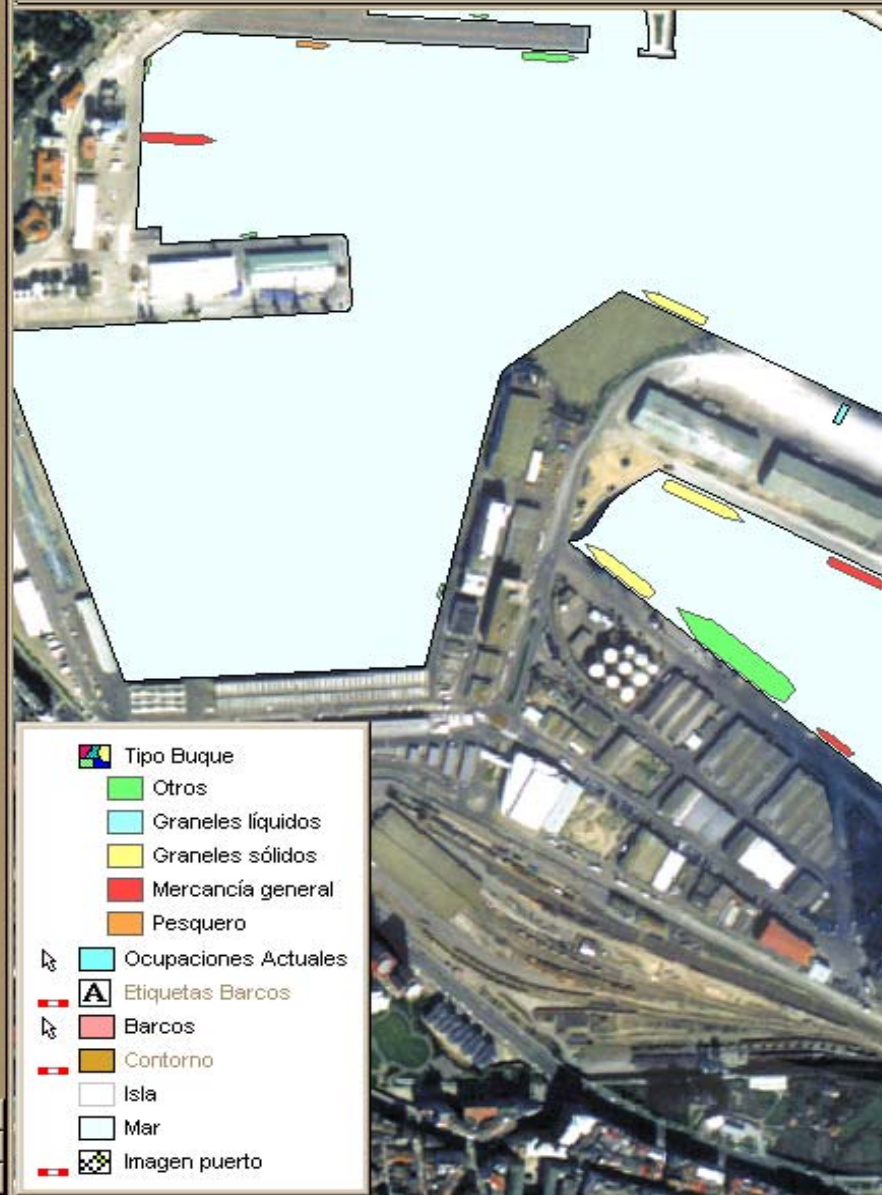 Tipo Buque
Otros
Graneles líquidos
Graneles sólidos
Mercancía general
Pesquero
Ocupaciones Actuales
A Etiquetas Barcos
Barcos
Contorno
Isla
Mar
Imagen puerto